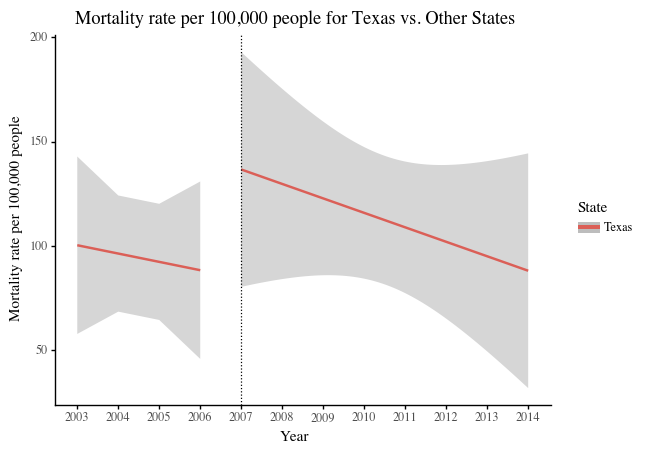 Mortality rate per 100,000 people for Texas vs. Other States
200
150
100
50
Mortality rate per 100,000 people
2003 2004 2005 2006 2007 2008 2009 2010 2011 2012 2013 2014
Year
State
Texas